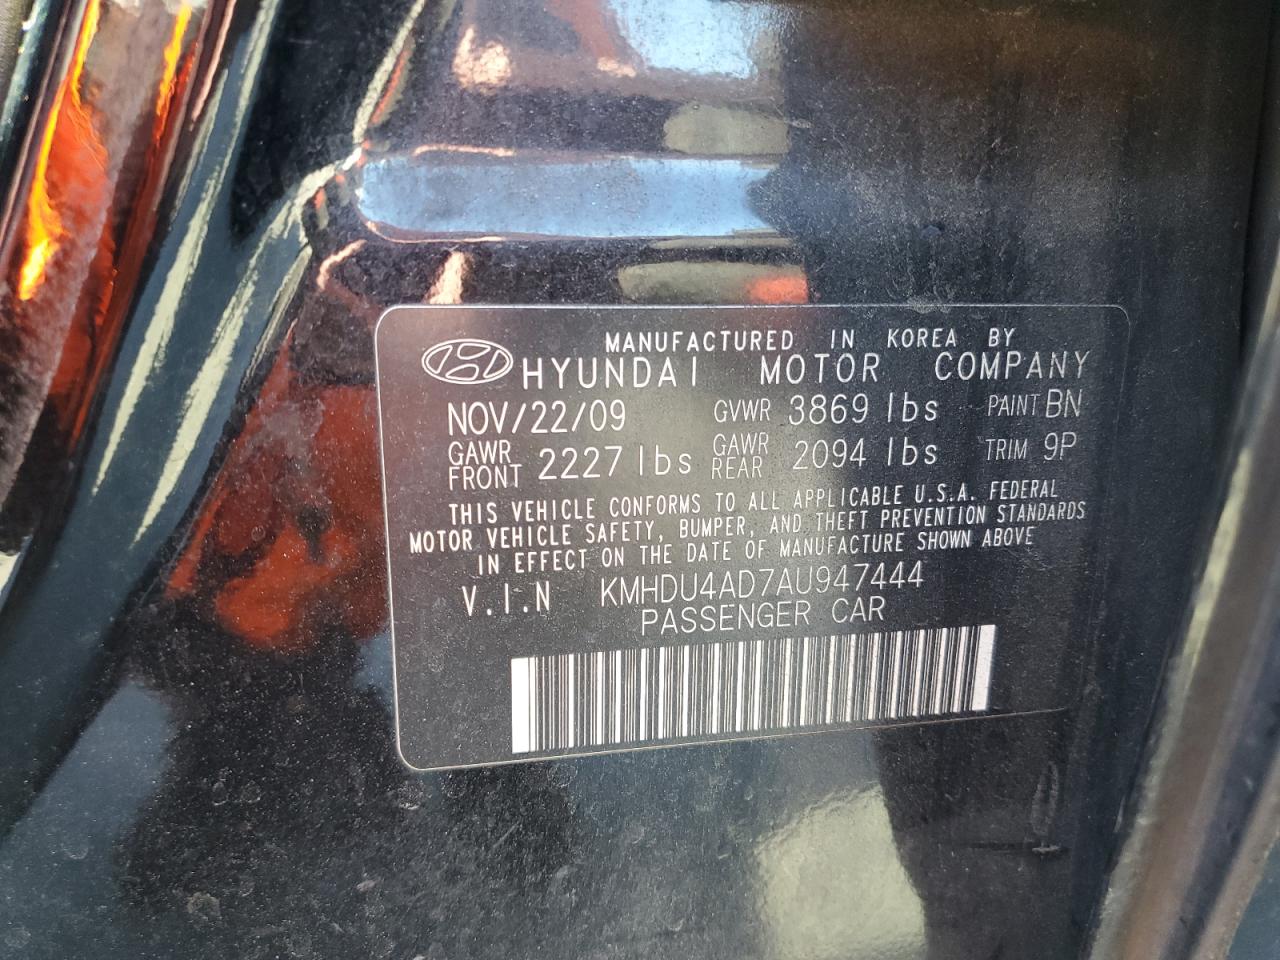 MANUFACTURED IN KOREA BY
HYUNDAI MOTOR COMPANY
NOV/22/09 GVWR 3869 lbs PAINT BN
GAWR FRONT 2227 lbs GAWR REAR 2094 lbs TRIM 9P
THIS VEHICLE CONFORMS TO ALL APPLICABLE U.S.A. FEDERAL
MOTOR VEHICLE SAFETY, BUMPER, AND THEFT PREVENTION STANDARDS
IN EFFECT ON THE DATE OF MANUFACTURE SHOWN ABOVE
V.I.N KMHDU4AD7AU947444
PASSENGER CAR